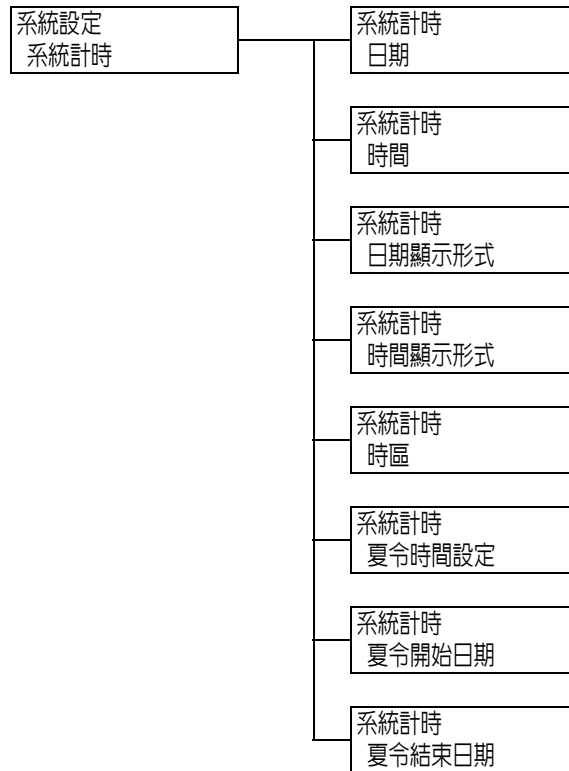 系統設定
系統計時
系統計時
日期
系統計時
時間
系統計時
日期顯示形式
系統計時
時間顯示形式
系統計時
時區
系統計時
夏令時間設定
系統計時
夏令開始日期
系統計時
夏令結束日期